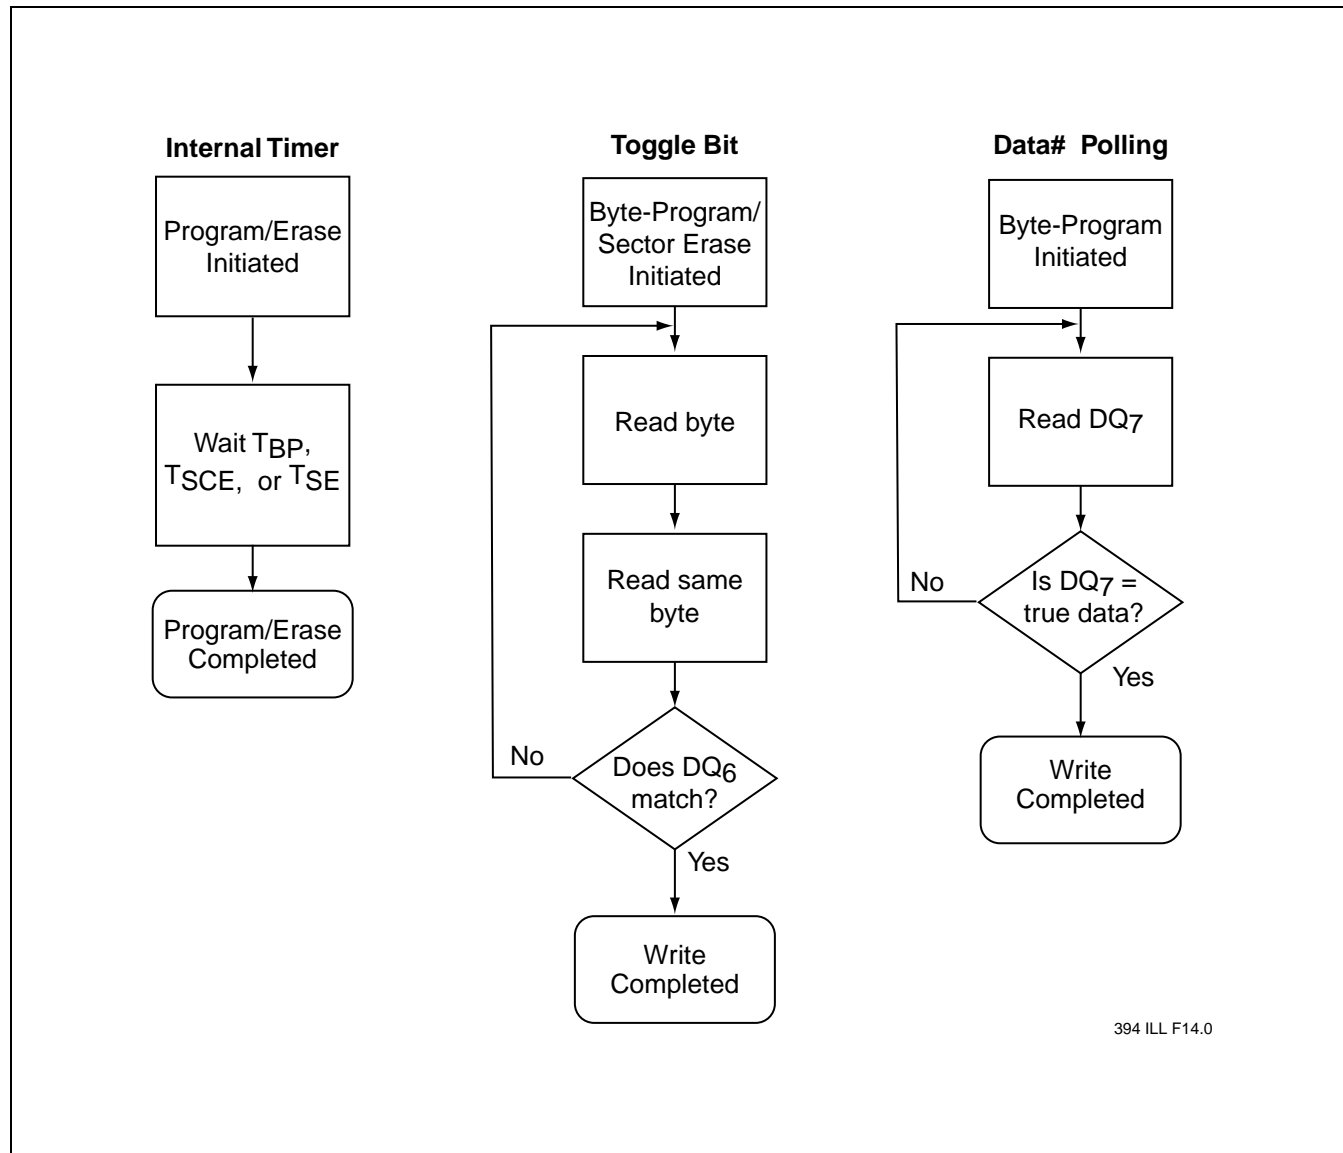 Internal Timer
Program/Erase
Initiated
Wait TBP,
TSCE, or TSE
Program/Erase
Completed
Toggle Bit
Byte-Program/
Sector Erase
Initiated
Read byte
Read same
byte
No
Does DQ6
match?
Yes
Write
Completed
Data# Polling
Byte-Program
Initiated
Read DQ7
No
Is DQ7 =
true data?
Yes
Write
Completed
394 ILL F14.0